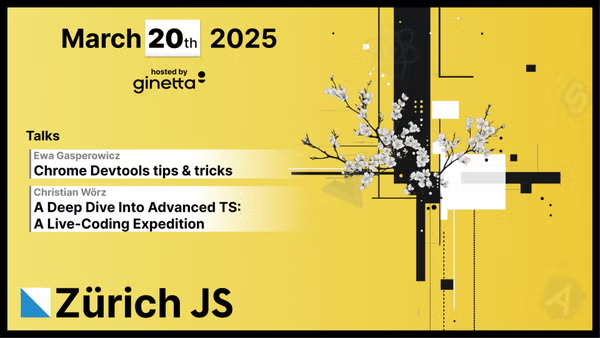 March 20th 2025
hosted by
ginetta
Talks
Ewa Gasperowicz
Chrome Devtools tips & tricks
Christian Wörz
A Deep Dive Into Advanced TS:
A Live-Coding Expedition
Zürich JS